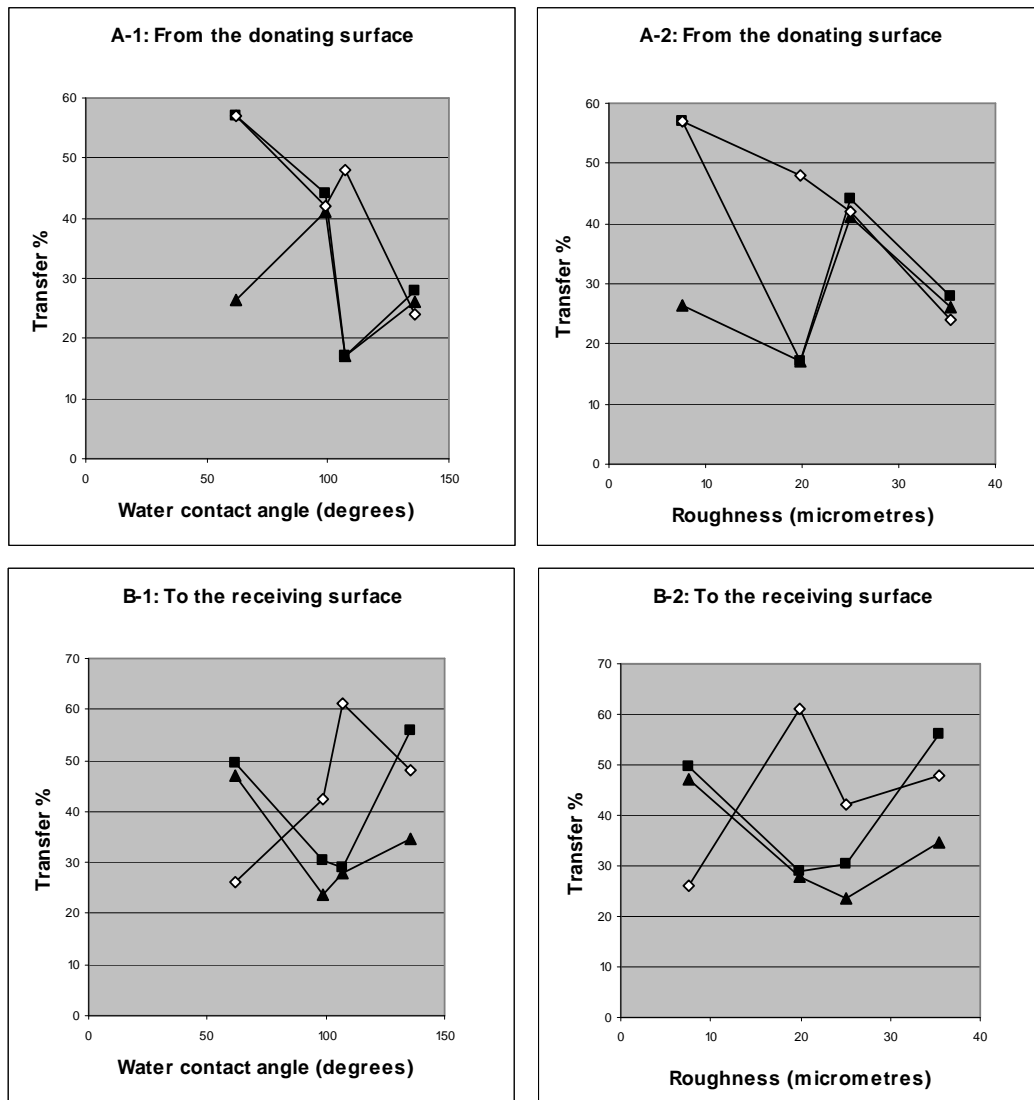 A-1: From the donating surface
60
50
40
30
20
10
0
Transfer %
0 50 100 150
Water contact angle (degrees)
A-2: From the donating surface
60
50
40
30
20
10
0
Transfer %
0 10 20 30 40
Roughness (micrometres)
B-1: To the receiving surface
70
60
50
40
30
20
10
0
Transfer %
0 50 100 150
Water contact angle (degrees)
B-2: To the receiving surface
70
60
50
40
30
20
10
0
Transfer %
0 10 20 30 40
Roughness (micrometres)